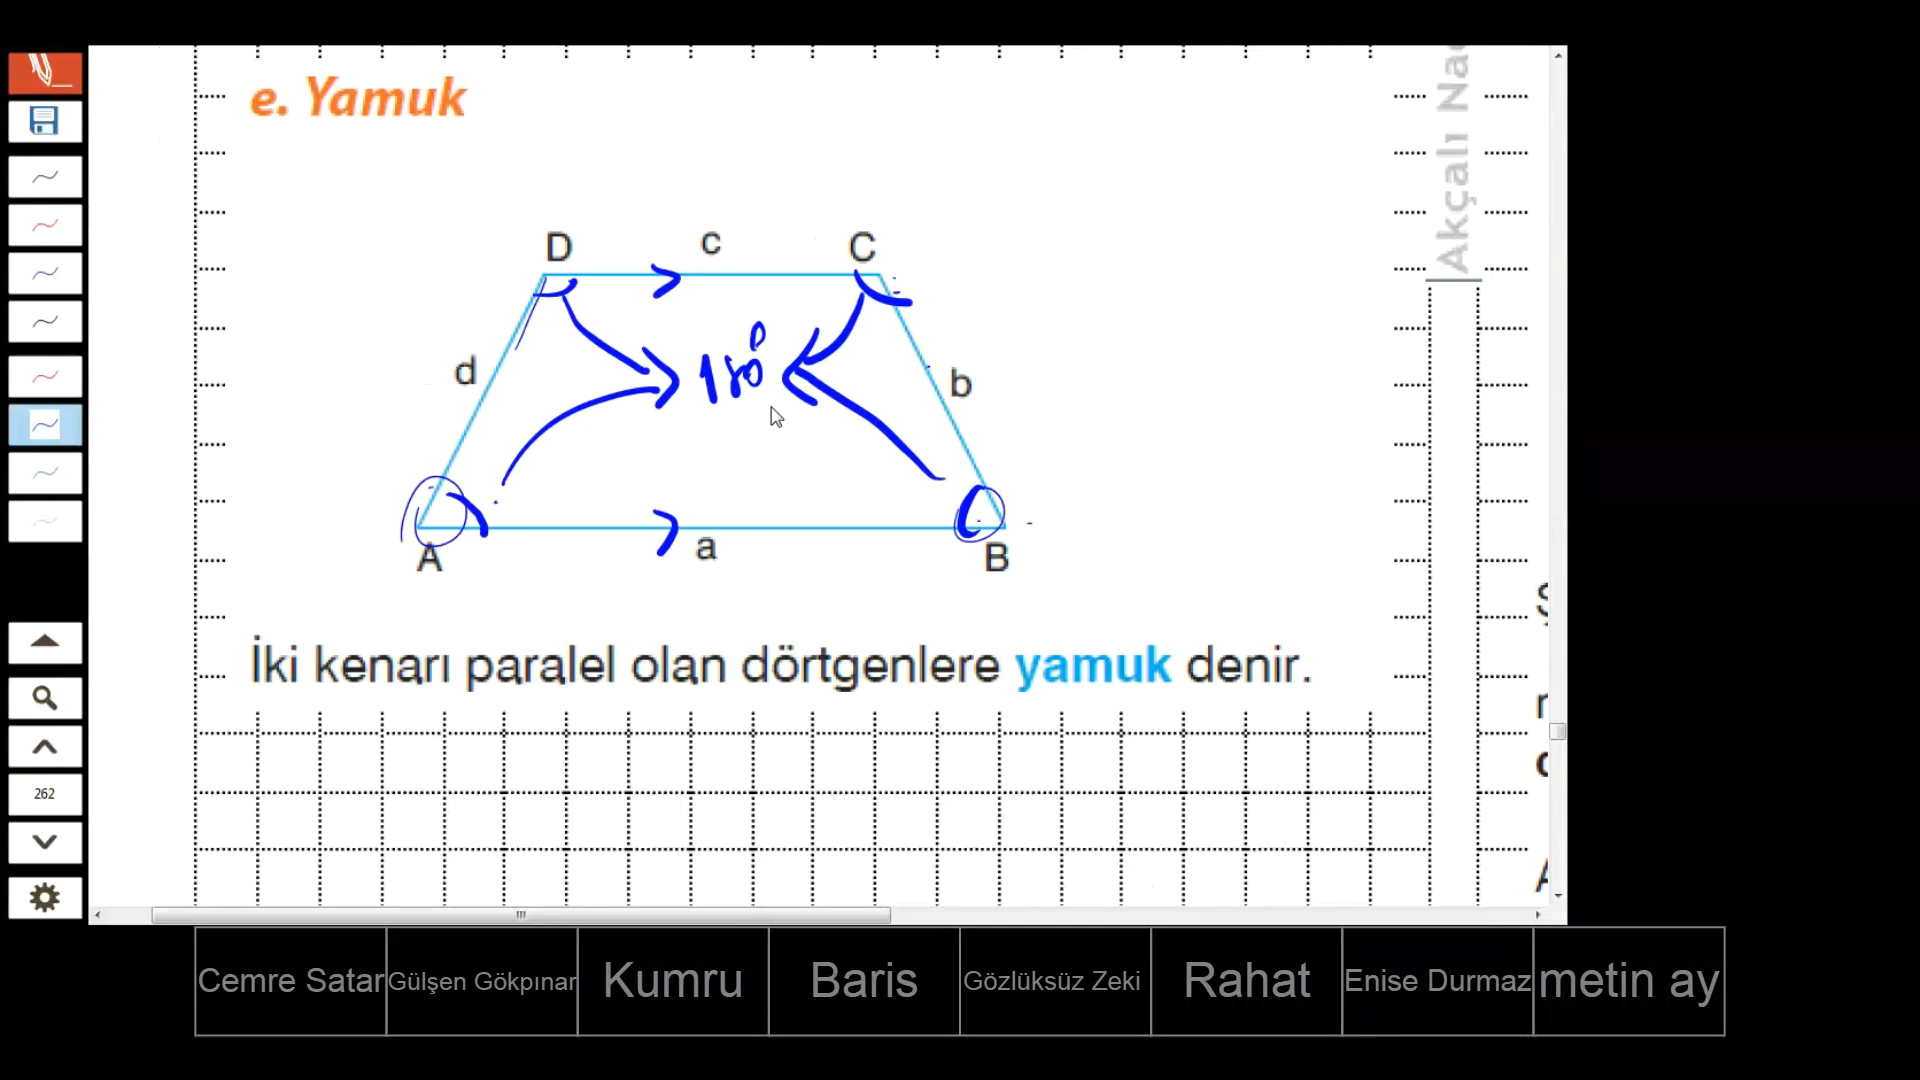 e. Yamuk
Akçalı
D
c
C
180°
d
b
A
a
B
İki kenarı paralel olan dörtgenlere yamuk denir.
262
Cemre Satar
Gülşen Gökpınar
Kumru
Baris
Gözlüksüz Zeki
Rahat
Enise Durmaz
metin ay